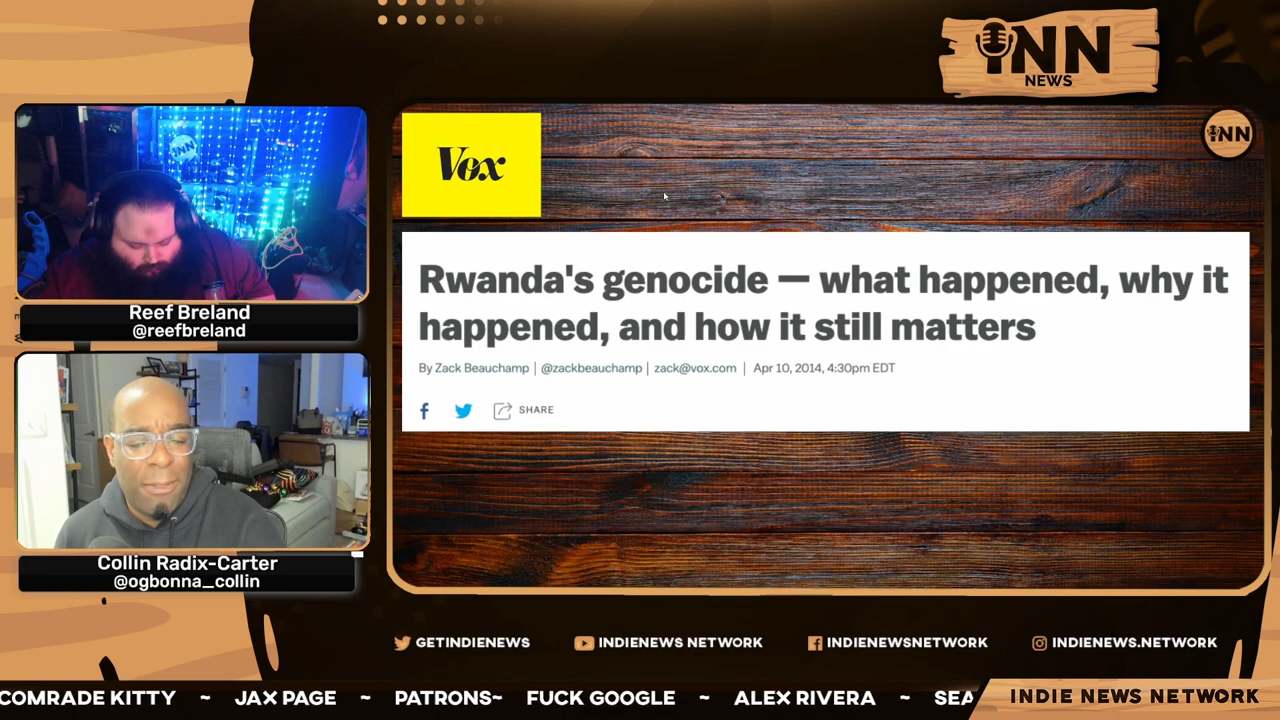 iNN
NEWS
iNN
Vox
Rwanda's genocide — what happened, why it
happened, and how it still matters
By Zack Beauchamp | @zackbeauchamp | zack@vox.com | Apr 10, 2014, 4:30pm EDT
SHARE
Reef Breland
@reefbreland
Collin Radix-Carter
@ogbonna_collin
GETINDIENEWS
INDIENEWS NETWORK
INDIENEWSNETWORK
INDIENEWS.NETWORK
COMRADE KITTY ~ JAX PAGE ~ PATRONS~ FUCK GOOGLE ~ ALEX RIVERA ~ SEA
INDIE NEWS NETWORK